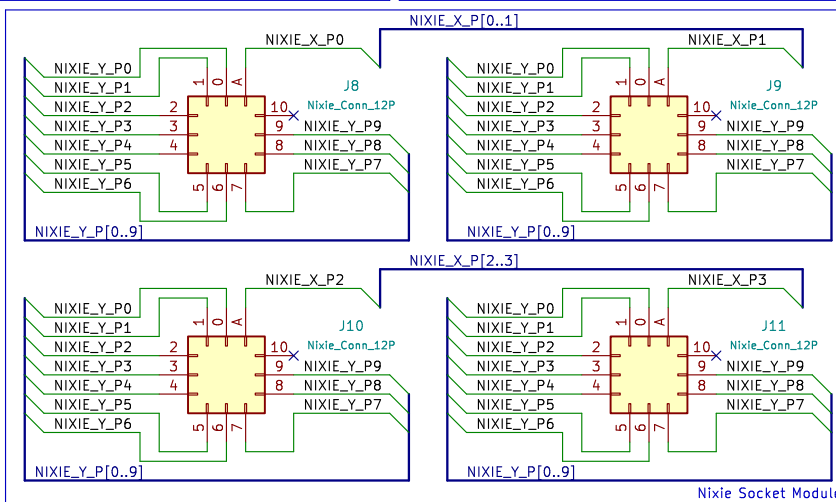 NIXIE_X_P[0..1]
NIXIE_X_P0
NIXIE_Y_P0
NIXIE_Y_P1
NIXIE_Y_P2
NIXIE_Y_P3
NIXIE_Y_P4
NIXIE_Y_P5
NIXIE_Y_P6
1 0 A
2
3
4
5 6 7
10
9
8
J8
Nixie_Conn_12P
NIXIE_Y_P9
NIXIE_Y_P8
NIXIE_Y_P7
NIXIE_Y_P[0..9]
NIXIE_X_P1
NIXIE_Y_P0
NIXIE_Y_P1
NIXIE_Y_P2
NIXIE_Y_P3
NIXIE_Y_P4
NIXIE_Y_P5
NIXIE_Y_P6
1 0 A
2
3
4
5 6 7
10
9
8
J9
Nixie_Conn_12P
NIXIE_Y_P9
NIXIE_Y_P8
NIXIE_Y_P7
NIXIE_Y_P[0..9]
NIXIE_X_P[2..3]
NIXIE_X_P2
NIXIE_Y_P0
NIXIE_Y_P1
NIXIE_Y_P2
NIXIE_Y_P3
NIXIE_Y_P4
NIXIE_Y_P5
NIXIE_Y_P6
1 0 A
2
3
4
5 6 7
10
9
8
J10
Nixie_Conn_12P
NIXIE_Y_P9
NIXIE_Y_P8
NIXIE_Y_P7
NIXIE_Y_P[0..9]
NIXIE_X_P3
NIXIE_Y_P0
NIXIE_Y_P1
NIXIE_Y_P2
NIXIE_Y_P3
NIXIE_Y_P4
NIXIE_Y_P5
NIXIE_Y_P6
1 0 A
2
3
4
5 6 7
10
9
8
J11
Nixie_Conn_12P
NIXIE_Y_P9
NIXIE_Y_P8
NIXIE_Y_P7
NIXIE_Y_P[0..9]
Nixie Socket Modul